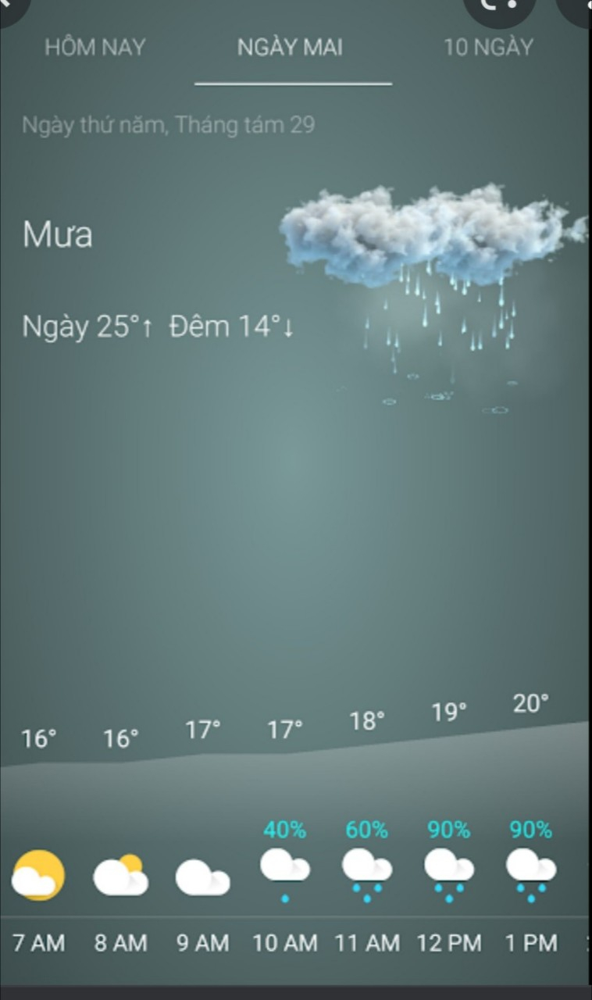 HÔM NAY NGÀY MAI 10 NGÀY
Ngày thứ năm, Tháng tám 29
Mưa
Ngày 25°↑ Đêm 14°↓
16° 16° 17° 17° 18° 19° 20°
40% 60% 90% 90%
7 AM 8 AM 9 AM 10 AM 11 AM 12 PM 1 PM